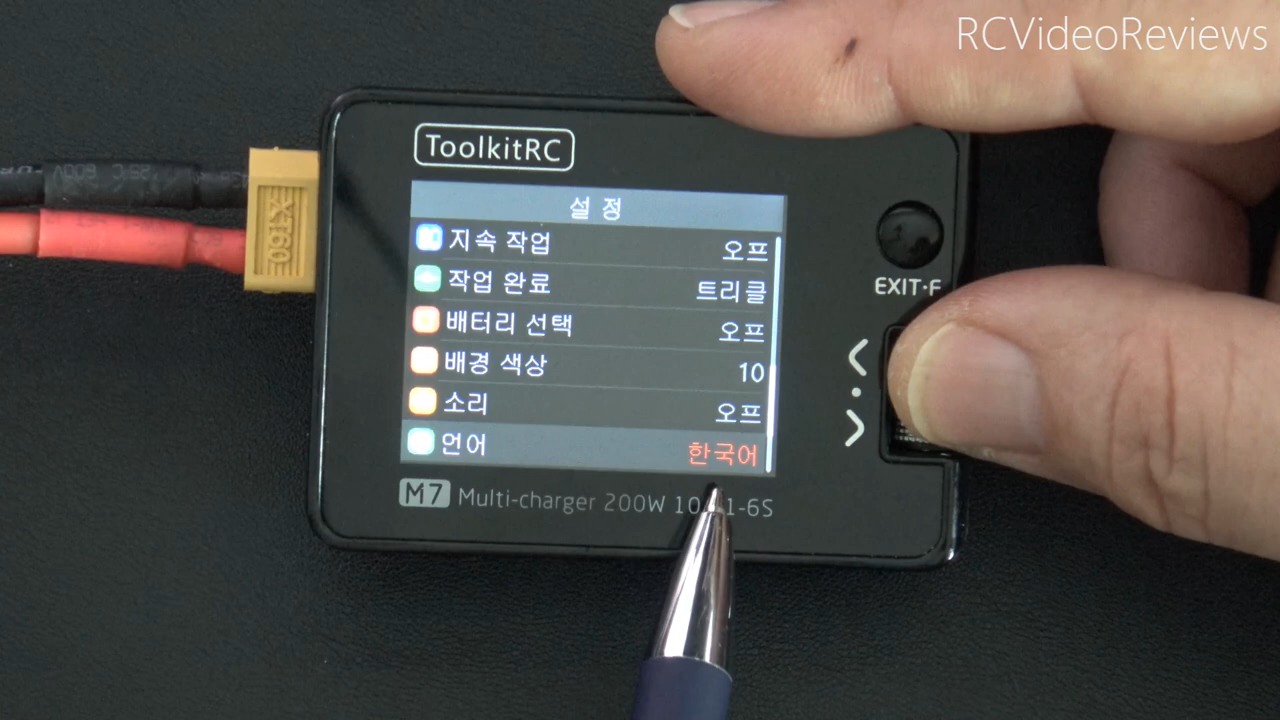 RCVideoReviews
ToolkitRC
설 정
지속 작업 오프
작업 완료 트리클
배터리 선택 오프
배경 색상 10
소리 오프
언어 한국어
EXIT·F
XT60
M7 Multi-charger 200W 1-6S
600V